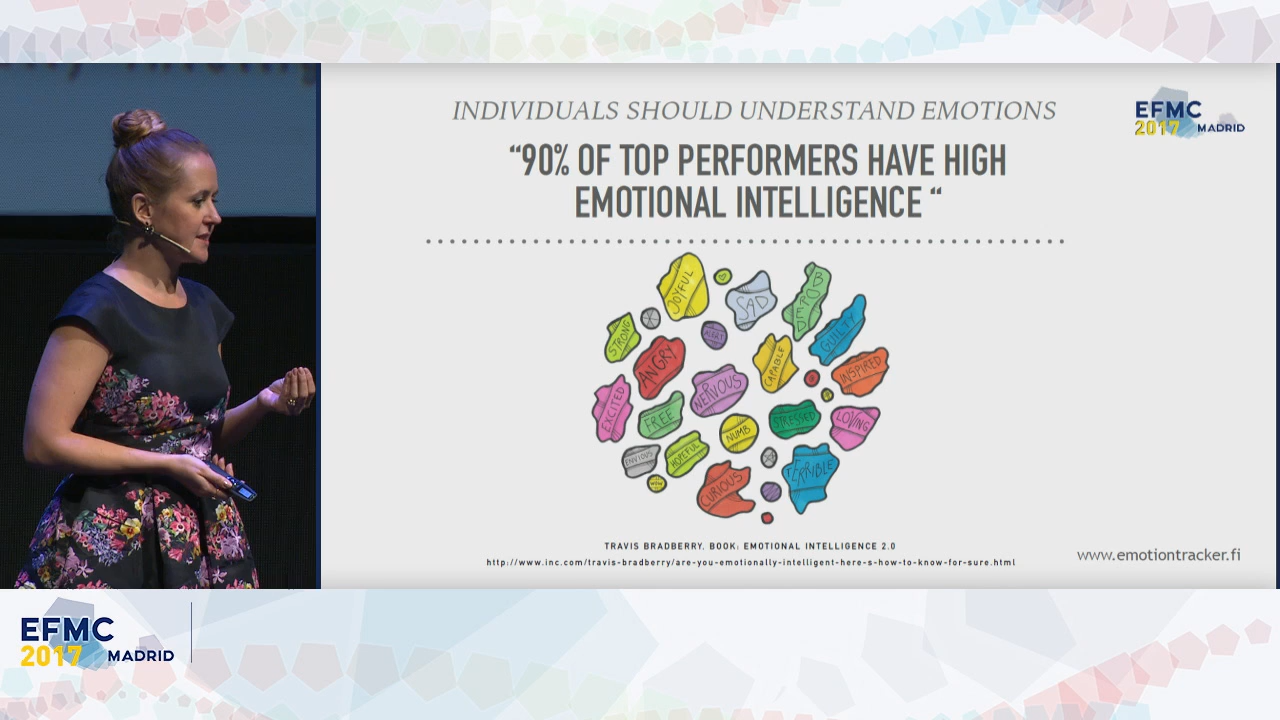 INDIVIDUALS SHOULD UNDERSTAND EMOTIONS
EFMC
2017 MADRID
“90% OF TOP PERFORMERS HAVE HIGH
EMOTIONAL INTELLIGENCE “
JOYFUL
SAD
BORED
STRONG
GUILTY
ANGRY
CAPABLE
INSPIRED
NERVOUS
EXCITED
FREE
STRESSED
LOVING
NUMB
ENVIOUS
HOPEFUL
TERRIBLE
CURIOUS
TRAVIS BRADBERRY, BOOK: EMOTIONAL INTELLIGENCE 2.0
http://www.inc.com/travis-bradberry/are-you-emotionally-intelligent-here-s-how-to-know-for-sure.html
www.emotiontracker.fi
EFMC
2017 MADRID